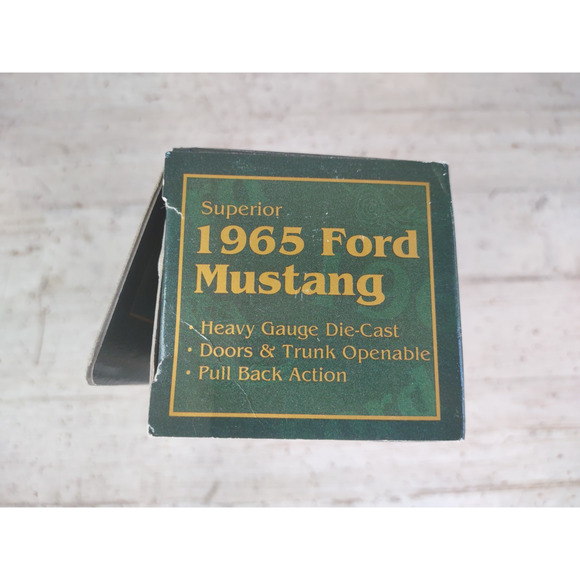 Superior
1965 Ford
Mustang
• Heavy Gauge Die-Cast
• Doors & Trunk Openable
• Pull Back Action